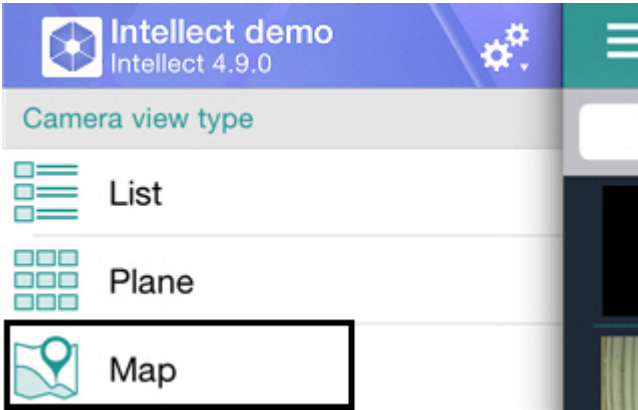 Intellect demo
Intellect 4.9.0
Camera view type
List
Plane
Map